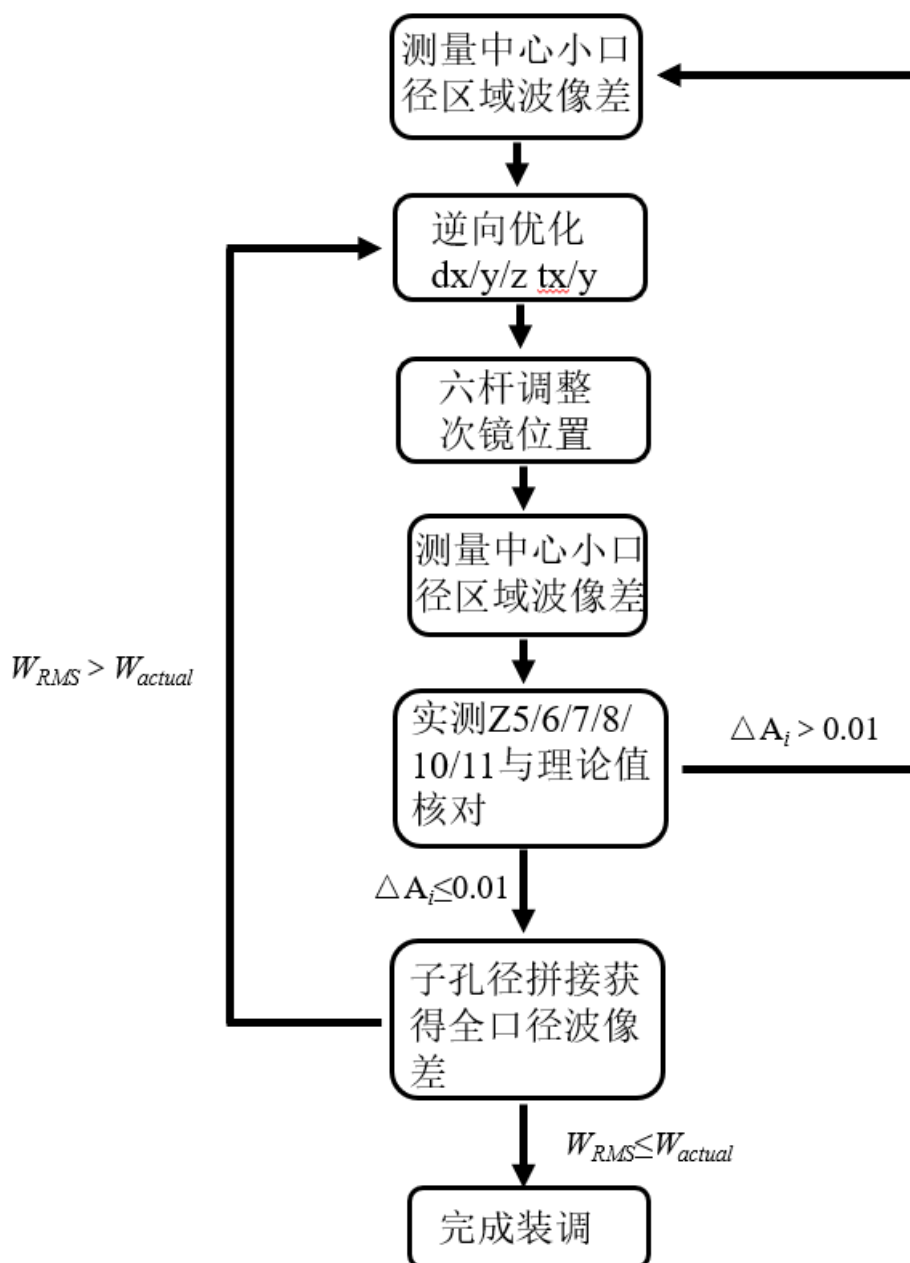 测量中心小口
径区域波像差
逆向优化
dx/y/z tx/y
六杆调整
次镜位置
测量中心小口
径区域波像差
W_RMS > W_actual
实测Z5/6/7/8/
10/11与理论值
核对
△A_i > 0.01
△A_i≤0.01
子孔径拼接获
得全口径波像
差
W_RMS≤W_actual
完成装调